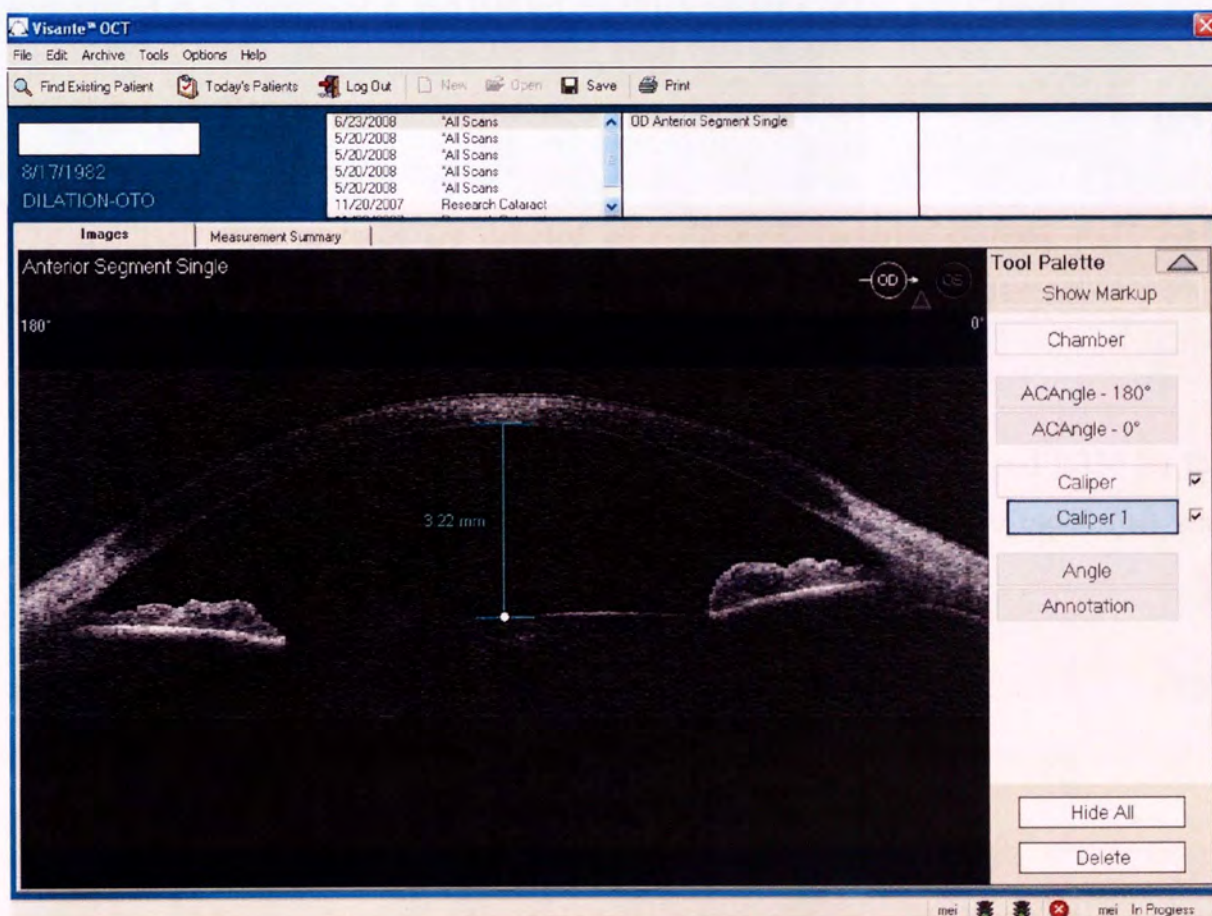 Visante™ OCT
File Edit Archive Tools Options Help
Find Existing Patient Today's Patients Log Out New Open Save Print
6/23/2008 *All Scans
5/20/2008 *All Scans
5/20/2008 *All Scans
5/20/2008 *All Scans
5/20/2008 *All Scans
11/20/2007 Research Cataract
OD Anterior Segment Single
8/17/1982
DILATION-OTO
Images Measurement Summary
Anterior Segment Single
OD OS
180° 0°
3.22 mm
Tool Palette
Show Markup
Chamber
ACAngle - 180°
ACAngle - 0°
Caliper
Caliper 1
Angle
Annotation
Hide All
Delete
mei mei In Progress